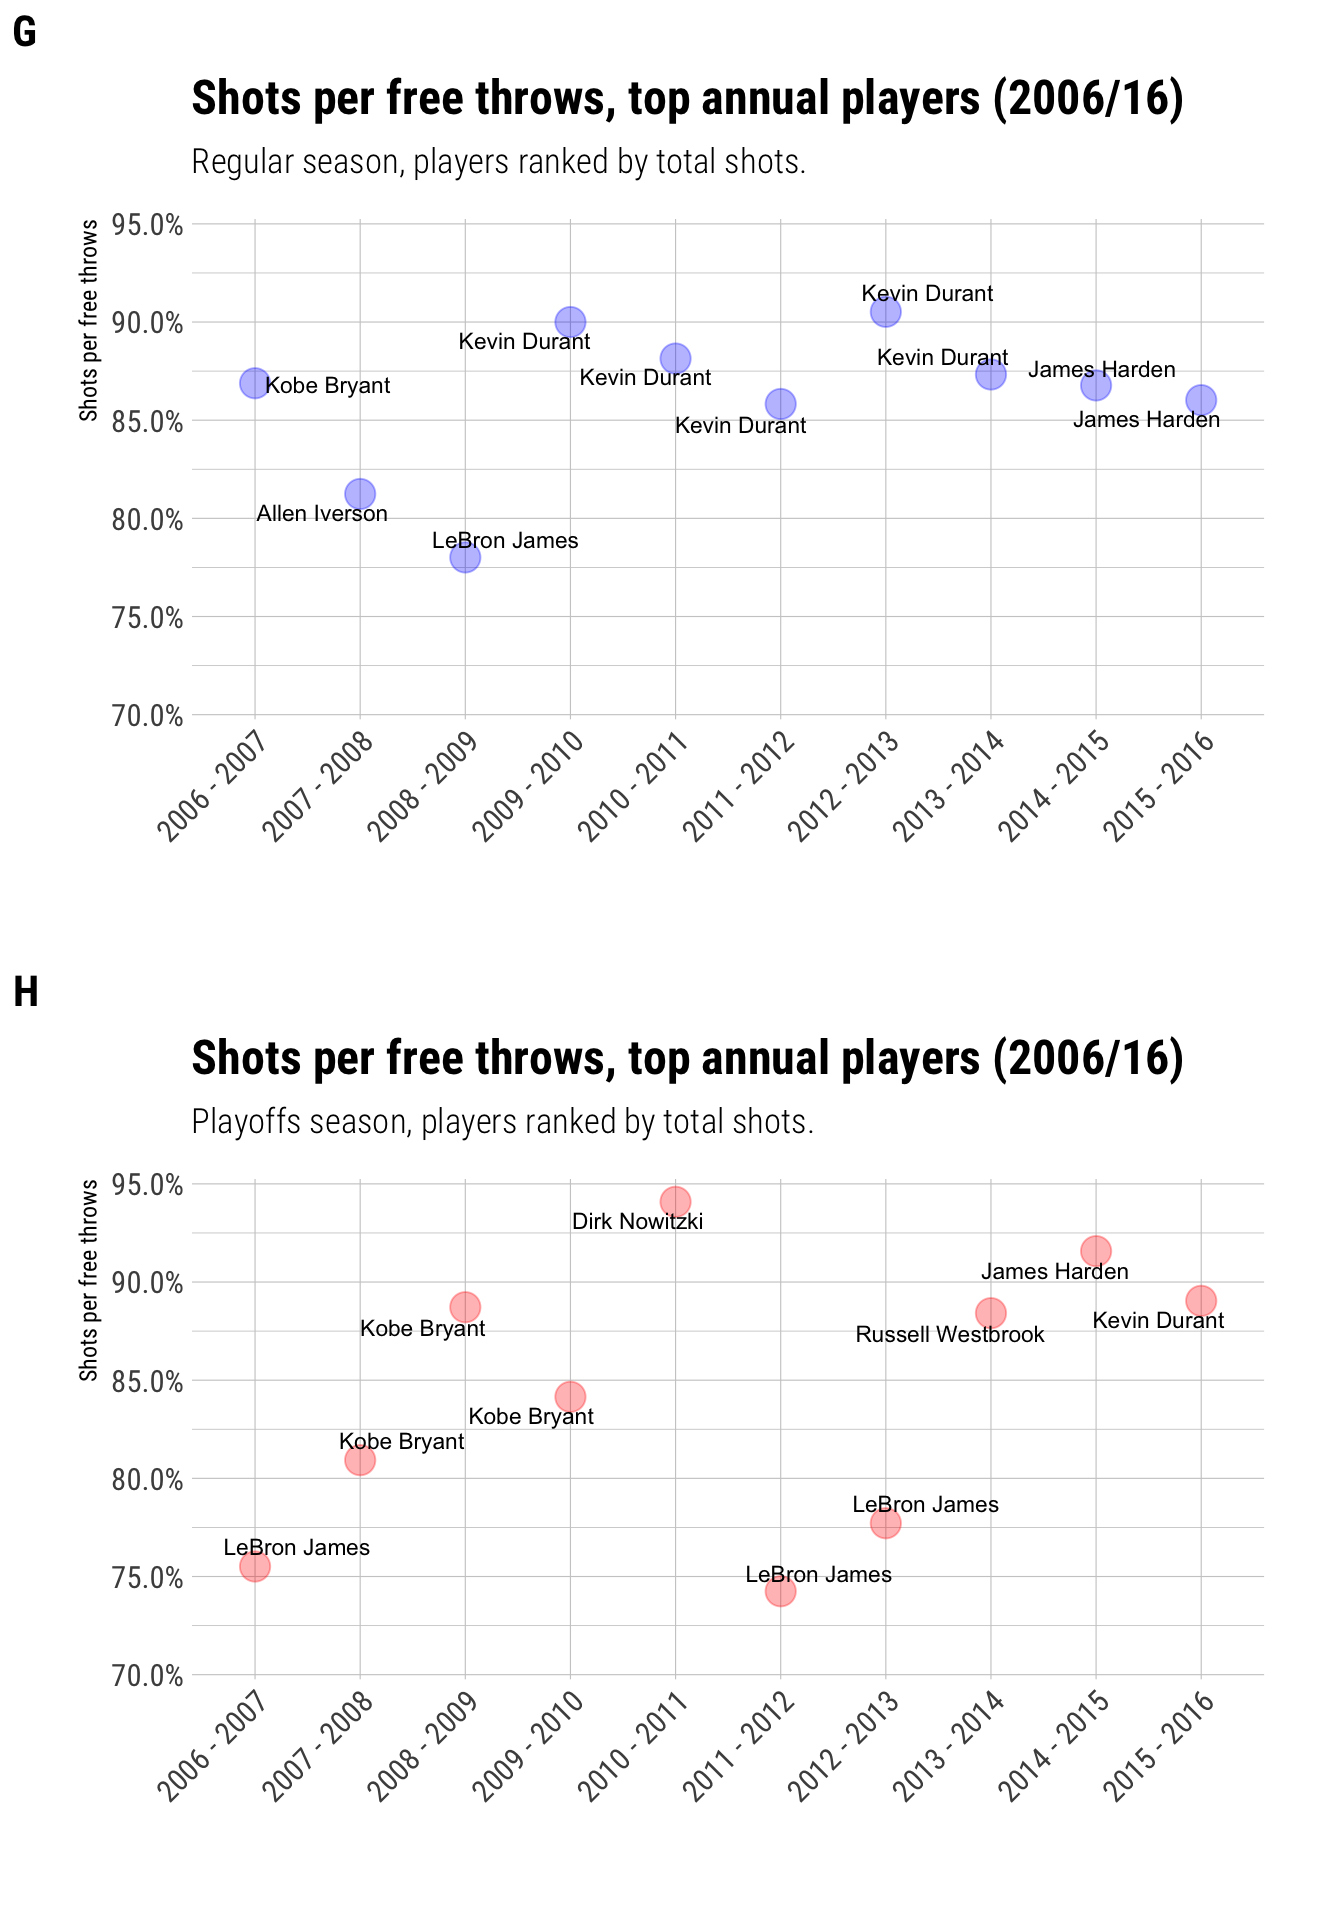 G
Shots per free throws, top annual players (2006/16)
Regular season, players ranked by total shots.
Shots per free throws
95.0%
90.0%
85.0%
80.0%
75.0%
70.0%
Kevin Durant
Kevin Durant
Kevin Durant
James Harden
Kevin Durant
Kobe Bryant
Kevin Durant
James Harden
Allen Iverson
LeBron James
2006 - 2007
2007 - 2008
2008 - 2009
2009 - 2010
2010 - 2011
2011 - 2012
2012 - 2013
2013 - 2014
2014 - 2015
2015 - 2016
H
Shots per free throws, top annual players (2006/16)
Playoffs season, players ranked by total shots.
Shots per free throws
95.0%
90.0%
85.0%
80.0%
75.0%
70.0%
Dirk Nowitzki
James Harden
Kevin Durant
Kobe Bryant
Russell Westbrook
Kobe Bryant
Kobe Bryant
LeBron James
LeBron James
LeBron James
2006 - 2007
2007 - 2008
2008 - 2009
2009 - 2010
2010 - 2011
2011 - 2012
2012 - 2013
2013 - 2014
2014 - 2015
2015 - 2016